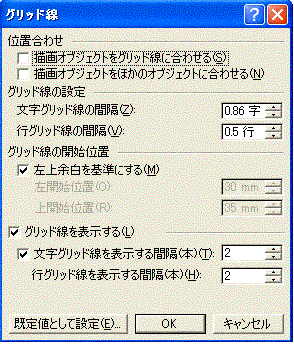 グリッド線
位置合わせ
描画オブジェクトをグリッド線に合わせる(S)
描画オブジェクトをほかのオブジェクトに合わせる(N)
グリッド線の設定
文字グリッド線の間隔(Z): 0.86 字
行グリッド線の間隔(V): 0.5 行
グリッド線の開始位置
左上余白を基準にする(M)
左開始位置(O): 30 mm
上開始位置(R): 35 mm
グリッド線を表示する(L)
文字グリッド線を表示する間隔(本)(T): 2
行グリッド線を表示する間隔(本)(H): 2
既定値として設定(E)... OK キャンセル